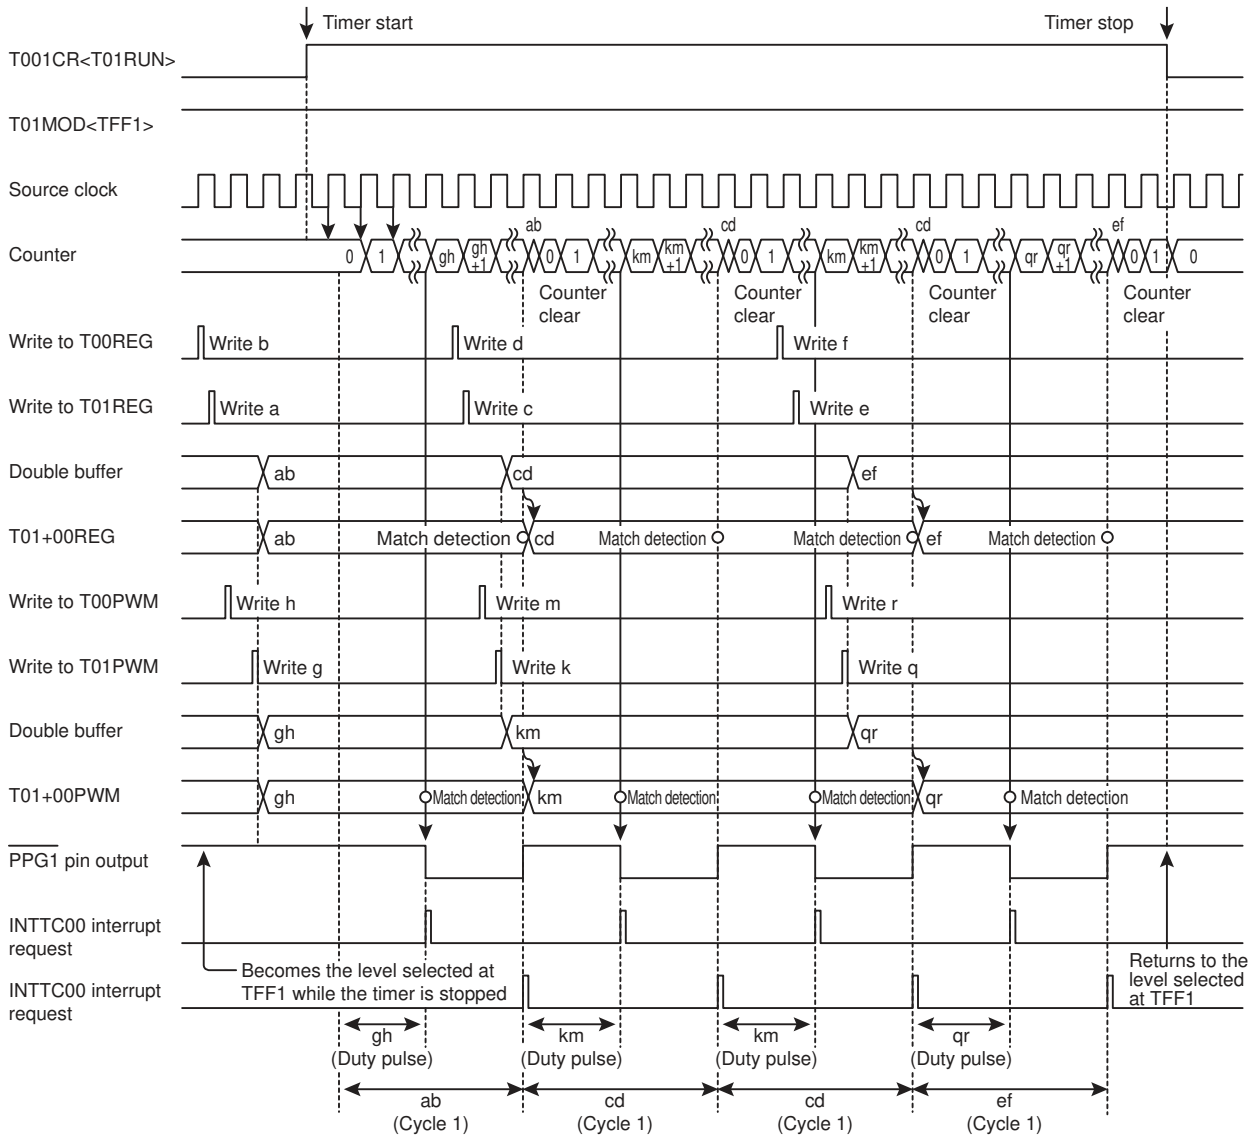 Timer start
Timer stop
T001CR<T01RUN>
T01MOD<TFF1>
Source clock
ab cd cd ef
Counter
0 1 gh gh+1 0 1 km km+1 0 1 km km+1 0 1 qr qr+1 0 1 0
Counter clear
Counter clear
Counter clear
Counter clear
Write to T00REG
Write b
Write d
Write f
Write to T01REG
Write a
Write c
Write e
Double buffer
ab
cd
ef
T01+00REG
ab
Match detection
cd
Match detection
Match detection
ef
Match detection
Write to T00PWM
Write h
Write m
Write r
Write to T01PWM
Write g
Write k
Write q
Double buffer
gh
km
qr
T01+00PWM
gh
Match detection
km
Match detection
Match detection
qr
Match detection
PPG1 pin output
INTTC00 interrupt
request
Becomes the level selected at
TFF1 while the timer is stopped
Returns to the
level selected
at TFF1
INTTC00 interrupt
request
gh
(Duty pulse)
km
(Duty pulse)
km
(Duty pulse)
qr
(Duty pulse)
ab
(Cycle 1)
cd
(Cycle 1)
cd
(Cycle 1)
ef
(Cycle 1)